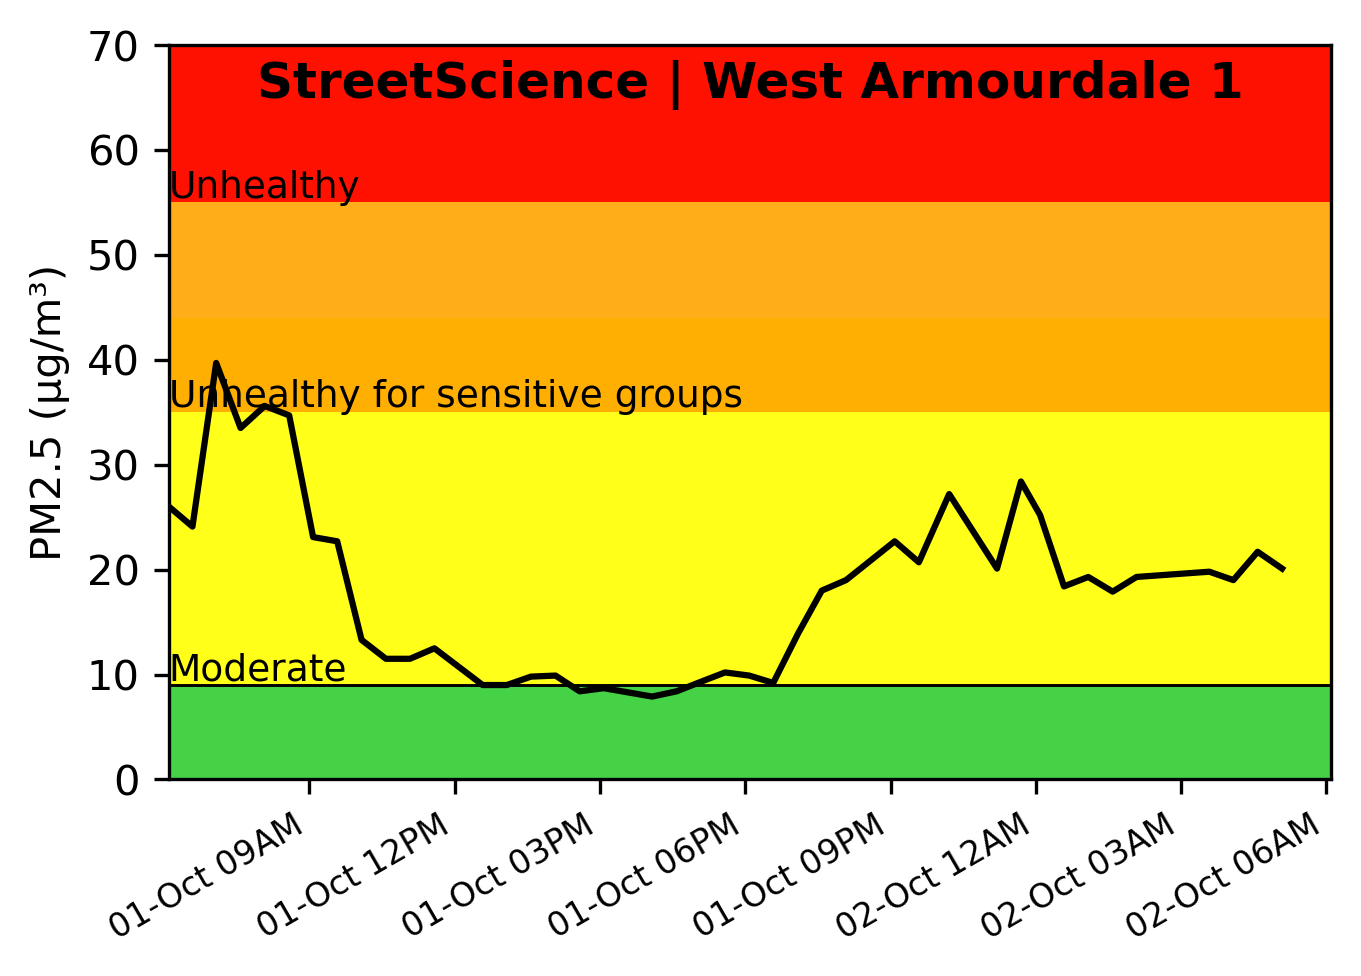 StreetScience | West Armourdale 1
70
60
50
40
30
20
10
0
PM2.5 (µg/m³)
Unhealthy
Unhealthy for sensitive groups
Moderate
01-Oct 09AM
01-Oct 12PM
01-Oct 03PM
01-Oct 06PM
01-Oct 09PM
02-Oct 12AM
02-Oct 03AM
02-Oct 06AM